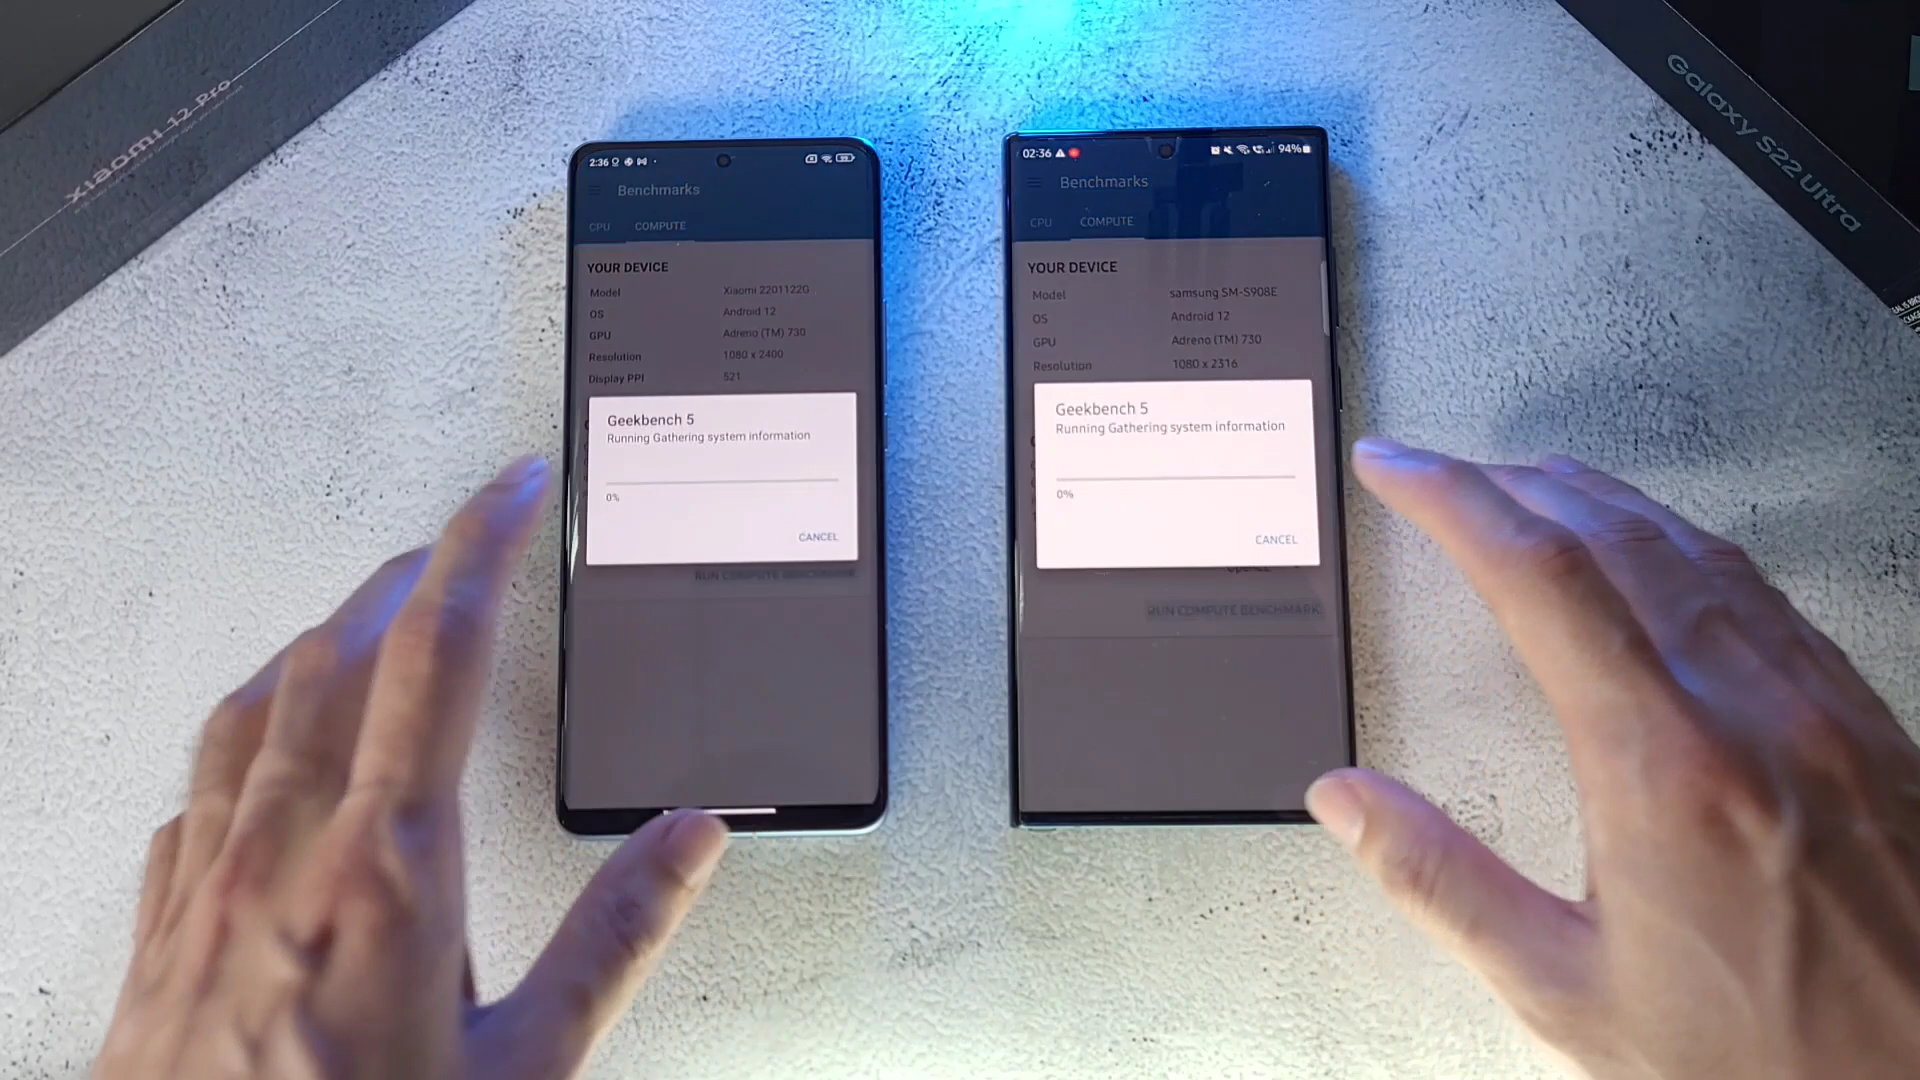 Xiaomi 12 Pro
Galaxy S22 Ultra
2:36
Benchmarks
CPU COMPUTE
YOUR DEVICE
Model Xiaomi 2201122G
OS Android 12
GPU Adreno (TM) 730
Resolution 1080 x 2400
Display PPI 521
Geekbench 5
Running Gathering system information
0%
CANCEL
RUN COMPUTE BENCHMARK
02:36 94%
Benchmarks
CPU COMPUTE
YOUR DEVICE
Model samsung SM-S908E
OS Android 12
GPU Adreno (TM) 730
Resolution 1080 x 2316
Geekbench 5
Running Gathering system information
0%
CANCEL
RUN COMPUTE BENCHMARK